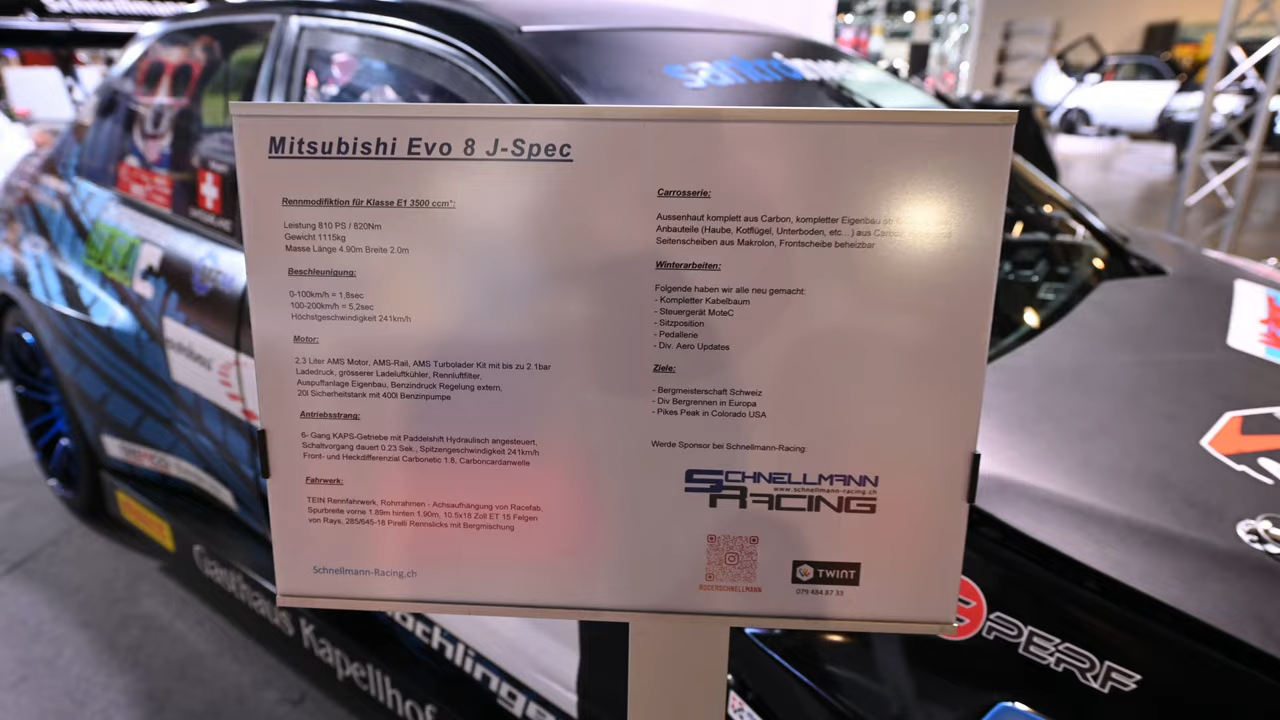 Schnellmann
Mitsubishi Evo 8 J-Spec
Rennmodifiktion für Klasse E1 3500 ccm³:
Leistung 810 PS / 820Nm
Gewicht 1115kg
Masse Länge 4.90m Breite 2.0m
Beschleunigung:
0-100km/h = 1,8sec
100-200km/h = 5,2sec
Höchstgeschwindigkeit 241km/h
Motor:
2.3 Liter AMS Motor, AMS-Rail, AMS Turbolader Kit mit bis zu 2.1bar
Ladedruck, grösserer Ladeluftkühler, Rennluftfilter,
Auspuffanlage Eigenbau, Benzindruck Regelung extern,
20l Sicherheitstank mit 400l Benzinpumpe
Antriebsstrang:
6- Gang KAPS-Getriebe mit Paddelshift Hydraulisch angesteuert,
Schaltvorgang dauert 0.23 Sek., Spitzengeschwindigkeit 241km/h
Front- und Heckdifferenzial Carbonetic 1.8, Carboncardanwelle
Fahrwerk:
TEIN Rennfahrwerk, Rohrrahmen - Achsaufhängung von Racefab,
Spurbreite vorne 1.89m hinten 1.90m, 10.5x18 Zoll ET 15 Felgen
von Rays, 285/645-18 Pirelli Rennslicks mit Bergmischung
Schnellmann-Racing.ch
Carrosserie:
Aussenhaut komplett aus Carbon, kompletter Eigenbau
Anbauteile (Haube, Kotflügel, Unterboden, etc...) aus
Seitenscheiben aus Makrolon, Frontscheibe beheizbar
Winterarbeiten:
Folgende haben wir alle neu gemacht:
- Kompletter Kabelbaum
- Steuergerät MoteC
- Sitzposition
- Pedallerie
- Div. Aero Updates
Ziele:
- Bergmeisterschaft Schweiz
- Div Bergrennen in Europa
- Pikes Peak in Colorado USA
Werde Sponsor bei Schnellmann-Racing:
SCHNELLMANN
www.schnellmann-racing.ch
RACING
ROGERSCHNELLMANN
TWINT
079 484 87 33
Gasthaus Kapellhof
PERF